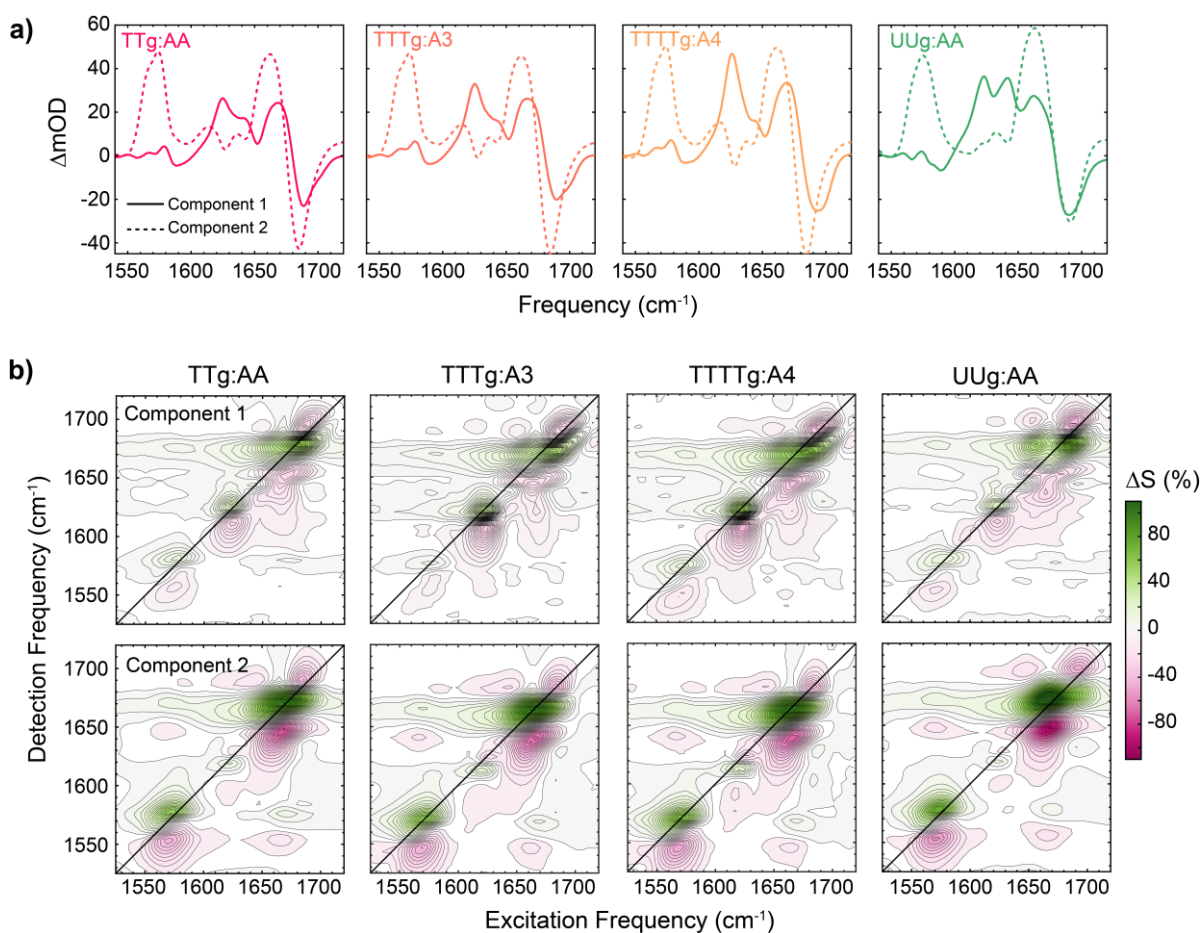 a)
TTg:AA
TTTg:A3
TTTTg:A4
UUg:AA
ΔmOD
60
40
20
0
-20
-40
Component 1
Component 2
1550 1600 1650 1700
1550 1600 1650 1700
1550 1600 1650 1700
1550 1600 1650 1700
Frequency (cm-1)
b)
TTg:AA
TTTg:A3
TTTTg:A4
UUg:AA
Component 1
1700
1650
1600
1550
Component 2
1700
1650
1600
1550
Detection Frequency (cm-1)
1550 1600 1650 1700
1550 1600 1650 1700
1550 1600 1650 1700
1550 1600 1650 1700
Excitation Frequency (cm-1)
ΔS (%)
80
40
0
-40
-80